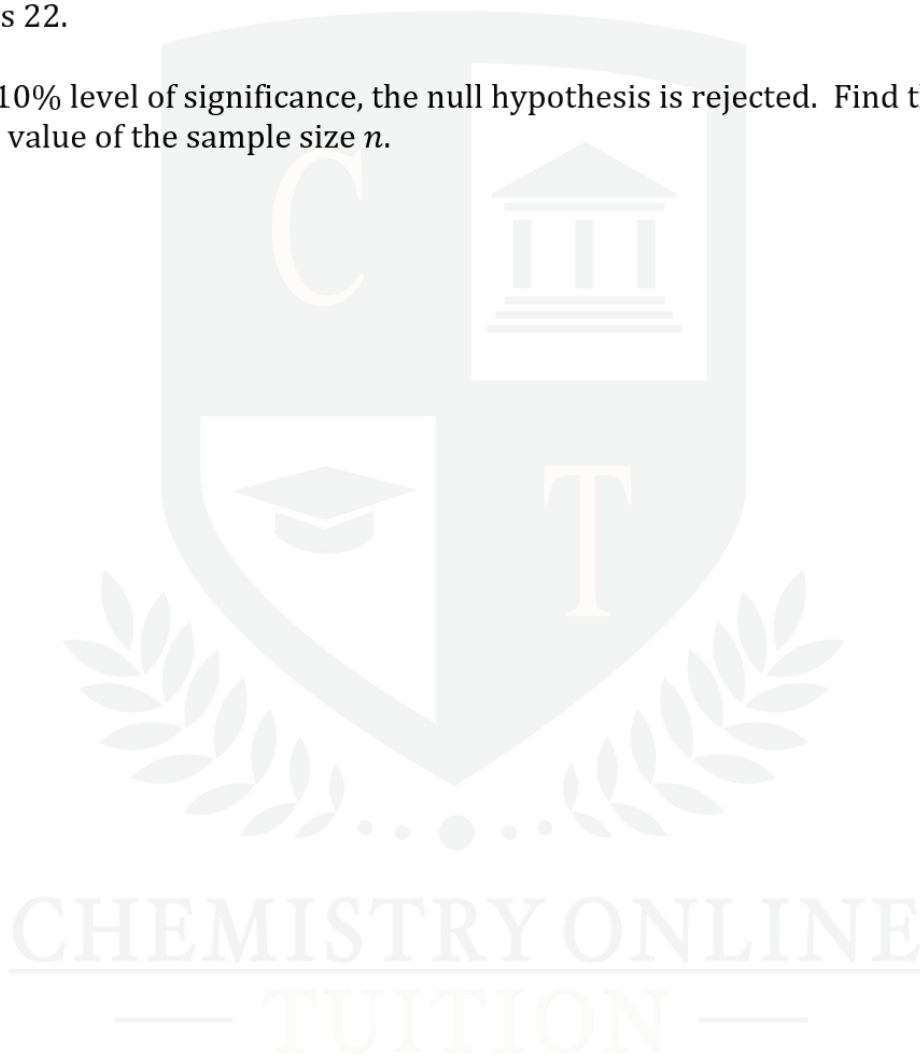 s 22.
10% level of significance, the null hypothesis is rejected. Find t
value of the sample size n.
C
T
CHEMISTRY ONLINE
TUITION